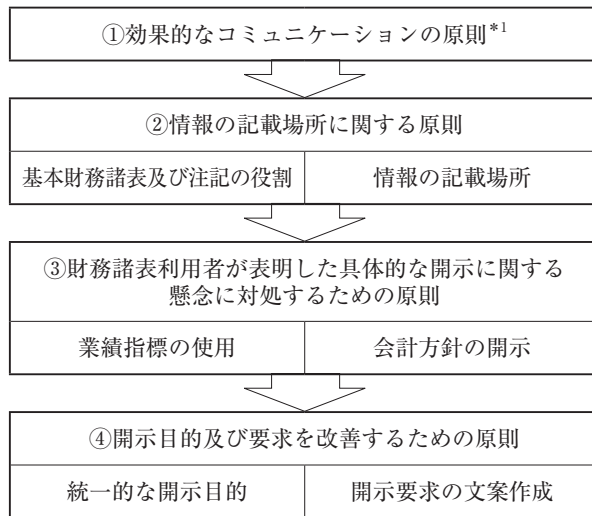 ①効果的なコミュニケーションの原則*1
②情報の記載場所に関する原則
基本財務諸表及び注記の役割
情報の記載場所
③財務諸表利用者が表明した具体的な開示に関する
懸念に対処するための原則
業績指標の使用
会計方針の開示
④開示目的及び要求を改善するための原則
統一的な開示目的
開示要求の文案作成